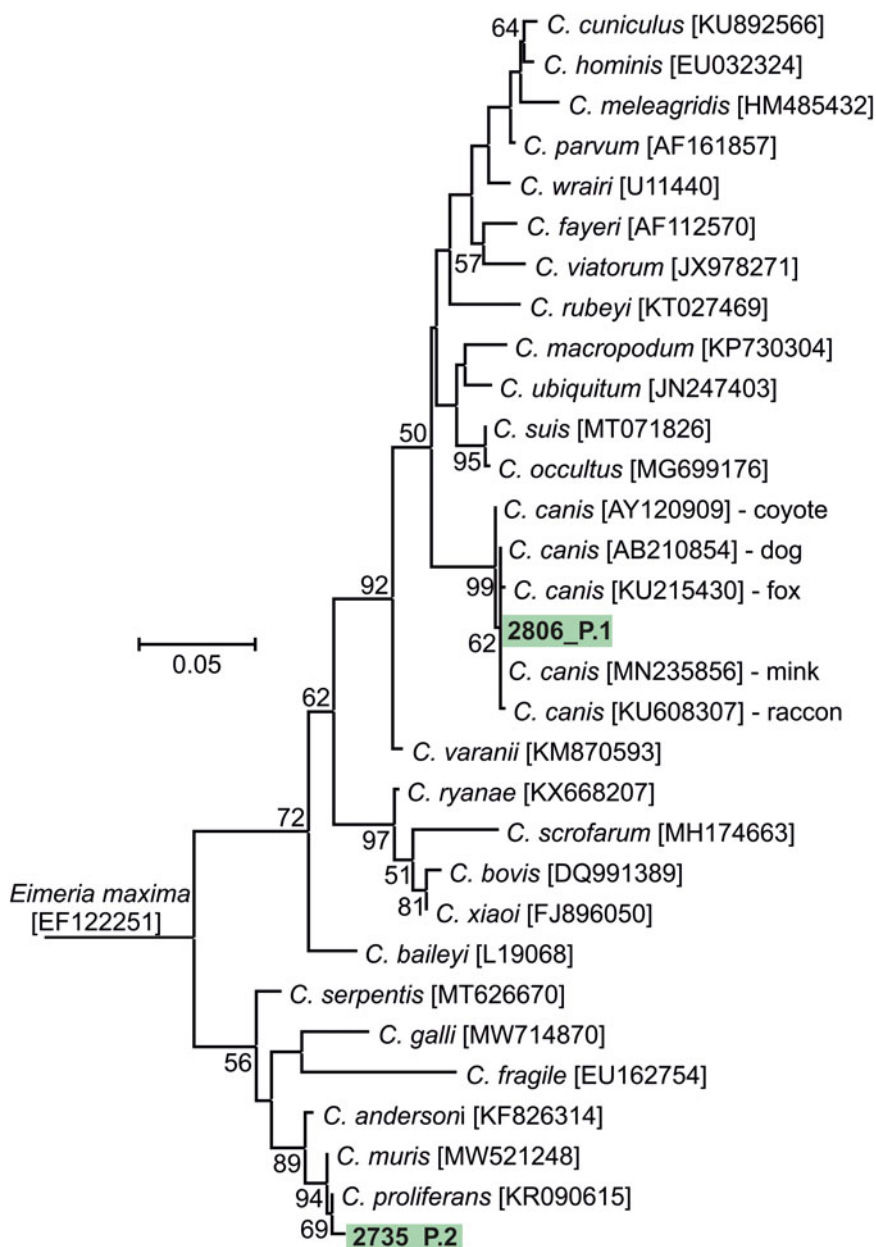 64
C. cuniculus [KU892566]
C. hominis [EU032324]
C. meleagridis [HM485432]
C. parvum [AF161857]
C. wrairi [U11440]
C. fayeri [AF112570]
57
C. viatorum [JX978271]
C. rubeyi [KT027469]
C. macropodum [KP730304]
C. ubiquitum [JN247403]
50
C. suis [MT071826]
95
C. occultus [MG699176]
C. canis [AY120909] - coyote
C. canis [AB210854] - dog
92
99
C. canis [KU215430] - fox
2806_P.1
62
0.05
C. canis [MN235856] - mink
62
C. canis [KU608307] - raccon
C. varanii [KM870593]
C. ryanae [KX668207]
72
97
C. scrofarum [MH174663]
51
C. bovis [DQ991389]
81
C. xiaoi [FJ896050]
Eimeria maxima
[EF122251]
C. baileyi [L19068]
C. serpentis [MT626670]
C. galli [MW714870]
56
C. fragile [EU162754]
C. andersoni [KF826314]
89
C. muris [MW521248]
94
C. proliferans [KR090615]
69
2735_P.2